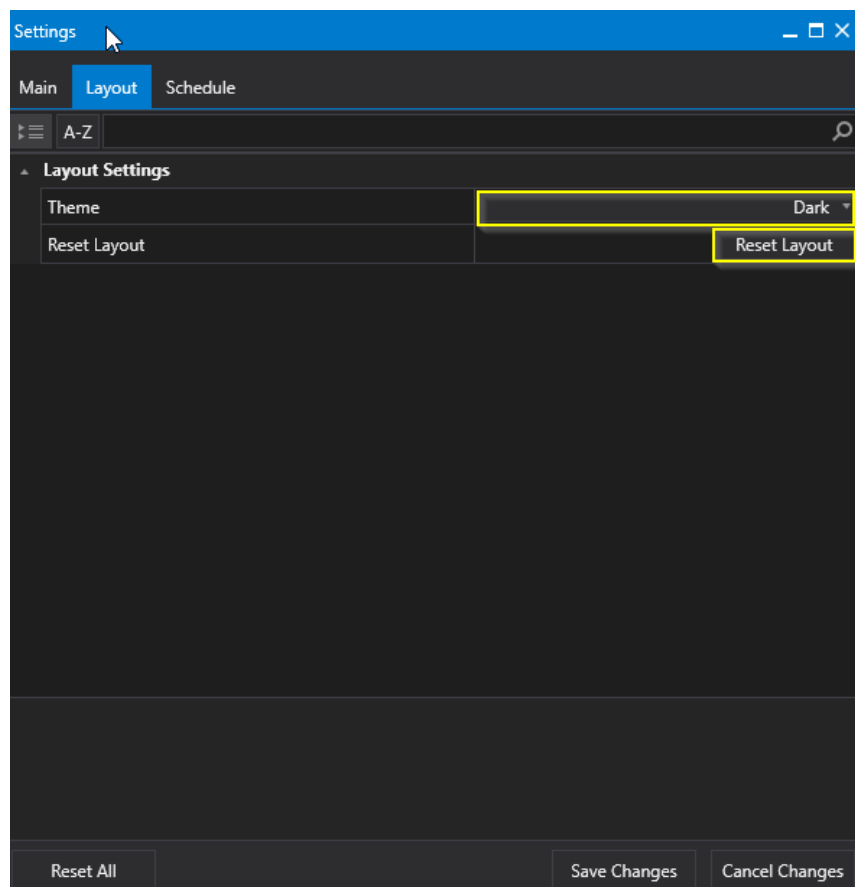 Settings
Main Layout Schedule
A-Z
Layout Settings
Theme Dark
Reset Layout Reset Layout
Reset All Save Changes Cancel Changes